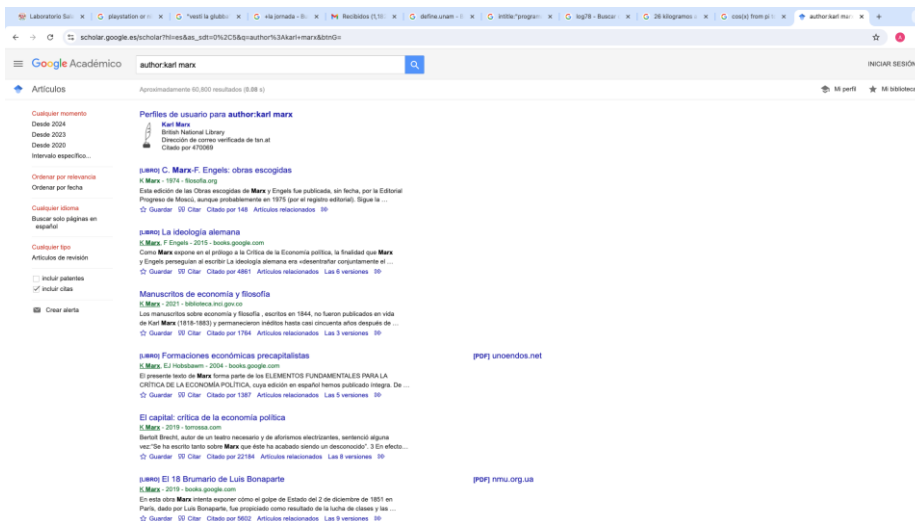 Laboratorio Sal
playstation or n
"vesti la giubba
«la jornada – B
Recibidos (1,10
define:unam – B
intitle:"program
log78 - Buscar
26 kilogramos a
cos(x) from pi t
author:karl mar
scholar.google.es/scholar?hl=es&as_sdt=0%2C5&q=author%3Akarl+marx&btnG=
Google Académico
author:karl marx
INICIAR SESIÓN
Artículos
Aproximadamente 60,800 resultados (0.08 s)
Mi perfil
Mi biblioteca
Cualquier momento
Desde 2024
Desde 2023
Desde 2020
Intervalo específico...
Ordenar por relevancia
Ordenar por fecha
Cualquier idioma
Buscar solo páginas en
español
Cualquier tipo
Artículos de revisión
incluir patentes
incluir citas
Crear alerta
Perfiles de usuario para author:karl marx
Karl Marx
British National Library
Dirección de correo verificada de tsn.at
Citado por 470069
[LIBRO] C. Marx-F. Engels: obras escogidas
K Marx - 1974 - filosofia.org
Esta edición de las Obras escogidas de Marx y Engels fue publicada, sin fecha, por la Editorial
Progreso de Moscú, aunque probablemente en 1975 (por el registro editorial). Sigue la ...
Guardar Citar Citado por 148 Artículos relacionados
[LIBRO] La ideología alemana
K Marx, F Engels - 2015 - books.google.com
Como Marx expone en el prólogo a la Crítica de la Economía política, la finalidad que Marx
y Engels perseguían al escribir La ideología alemana era «desentrañar conjuntamente el ...
Guardar Citar Citado por 4861 Artículos relacionados Las 6 versiones
Manuscritos de economía y filosofía
K Marx - 2021 - biblioteca.inci.gov.co
Los manuscritos sobre economía y filosofía , escritos en 1844, no fueron publicados en vida
de Karl Marx (1818-1883) y permanecieron inéditos hasta casi cincuenta años después de ...
Guardar Citar Citado por 1764 Artículos relacionados Las 3 versiones
[LIBRO] Formaciones económicas precapitalistas
[PDF] unoendos.net
K Marx, EJ Hobsbawm - 2004 - books.google.com
El presente texto de Marx forma parte de los ELEMENTOS FUNDAMENTALES PARA LA
CRÍTICA DE LA ECONOMÍA POLÍTICA, cuya edición en español hemos publicado íntegra. De ...
Guardar Citar Citado por 1387 Artículos relacionados Las 5 versiones
El capital: crítica de la economía política
K Marx - 2019 - torrossa.com
Bertolt Brecht, autor de un teatro necesario y de aforismos electrizantes, sentenció alguna
vez:"Se ha escrito tanto sobre Marx que éste ha acabado siendo un desconocido". 3 En efecto...
Guardar Citar Citado por 22184 Artículos relacionados Las 8 versiones
[LIBRO] El 18 Brumario de Luis Bonaparte
[PDF] nmu.org.ua
K Marx - 2019 - books.google.com
En esta obra Marx intenta exponer cómo el golpe de Estado del 2 de diciembre de 1851 en
París, dado por Luis Bonaparte, fue propiciado como resultado de la lucha de clases y las ...
Guardar Citar Citado por 5602 Artículos relacionados Las 9 versiones